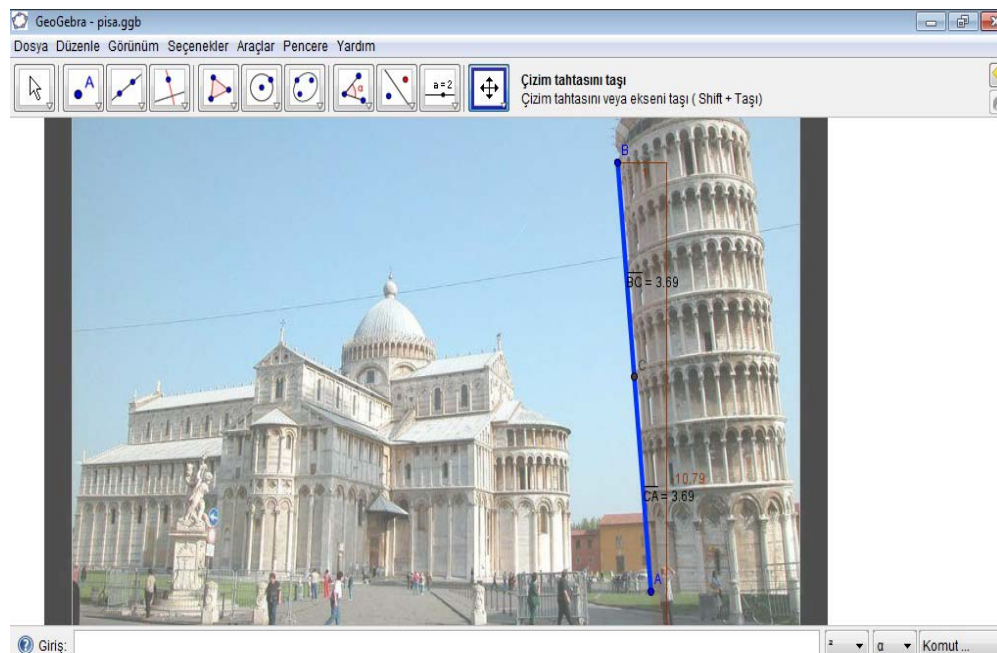 GeoGebra - pisa.ggb
Dosya Düzenle Görünüm Seçenekler Araçlar Pencere Yardım
A
α
a=2
Çizim tahtasını taşı
Çizim tahtasını veya ekseni taşı ( Shift + Taşı)
B
BC = 3.69
C
10.79
CA = 3.69
A
Giriş:
² α Komut ...